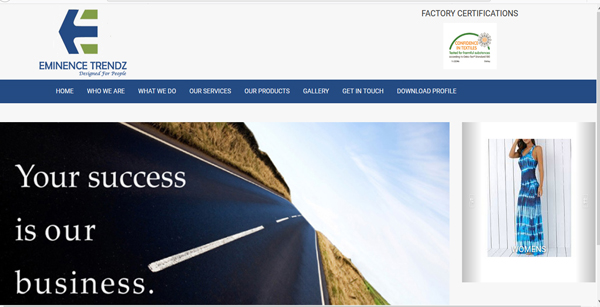 FACTORY CERTIFICATIONS
EMINENCE TRENDZ
Designed For People
CONFIDENCE
IN TEXTILES
HOME WHO WE ARE WHAT WE DO OUR SERVICES OUR PRODUCTS GALLERY GET IN TOUCH DOWNLOAD PROFILE
Your success
is our
business.
WOMENS